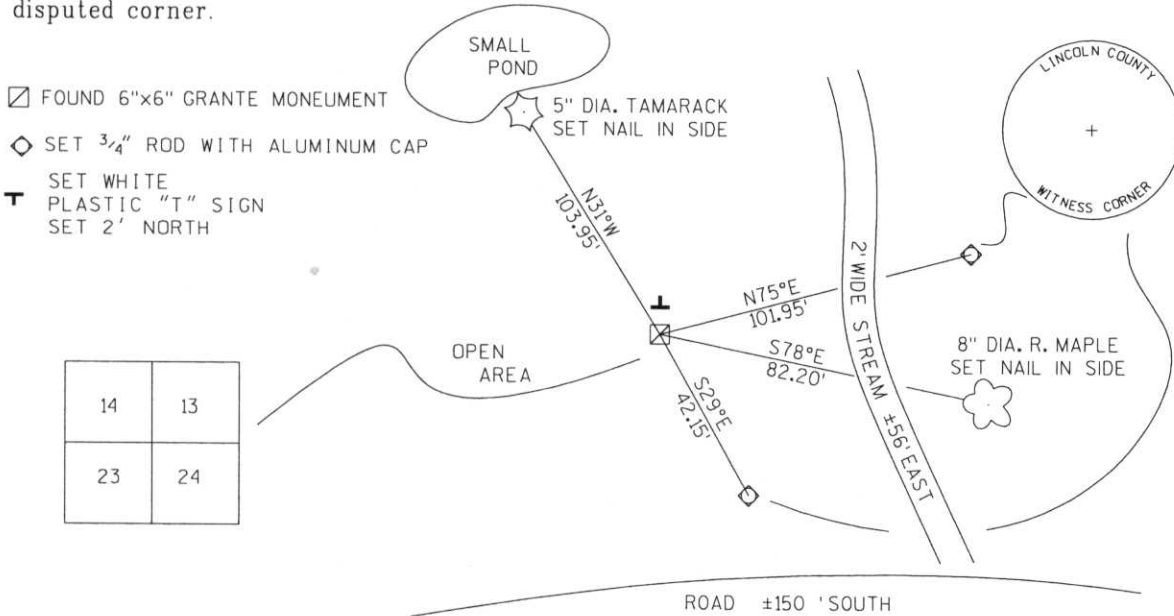 disputed corner.
FOUND 6"x6" GRANTE MONEUMENT
SET 3/4" ROD WITH ALUMINUM CAP
SET WHITE
PLASTIC "T" SIGN
SET 2' NORTH
SMALL
POND
5" DIA. TAMARACK
SET NAIL IN SIDE
LINCOLN COUNTY
WITNESS CORNER
N31°W
103.95'
N75°E
101.95'
S78°E
82.20'
S29°E
42.15'
2' WIDE STREAM ±56' EAST
8" DIA. R. MAPLE
SET NAIL IN SIDE
OPEN
AREA
14 13
23 24
ROAD ±150 'SOUTH